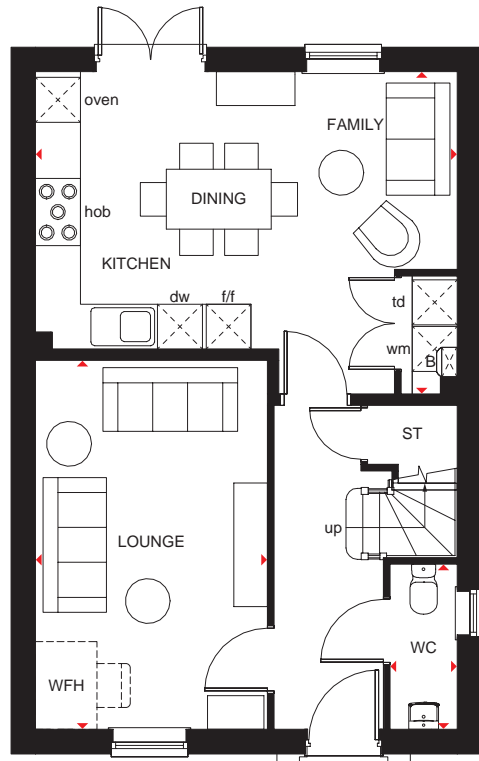 oven
FAMILY
DINING
hob
KITCHEN
dw
f/f
td
wm
B
ST
up
LOUNGE
WC
WFH